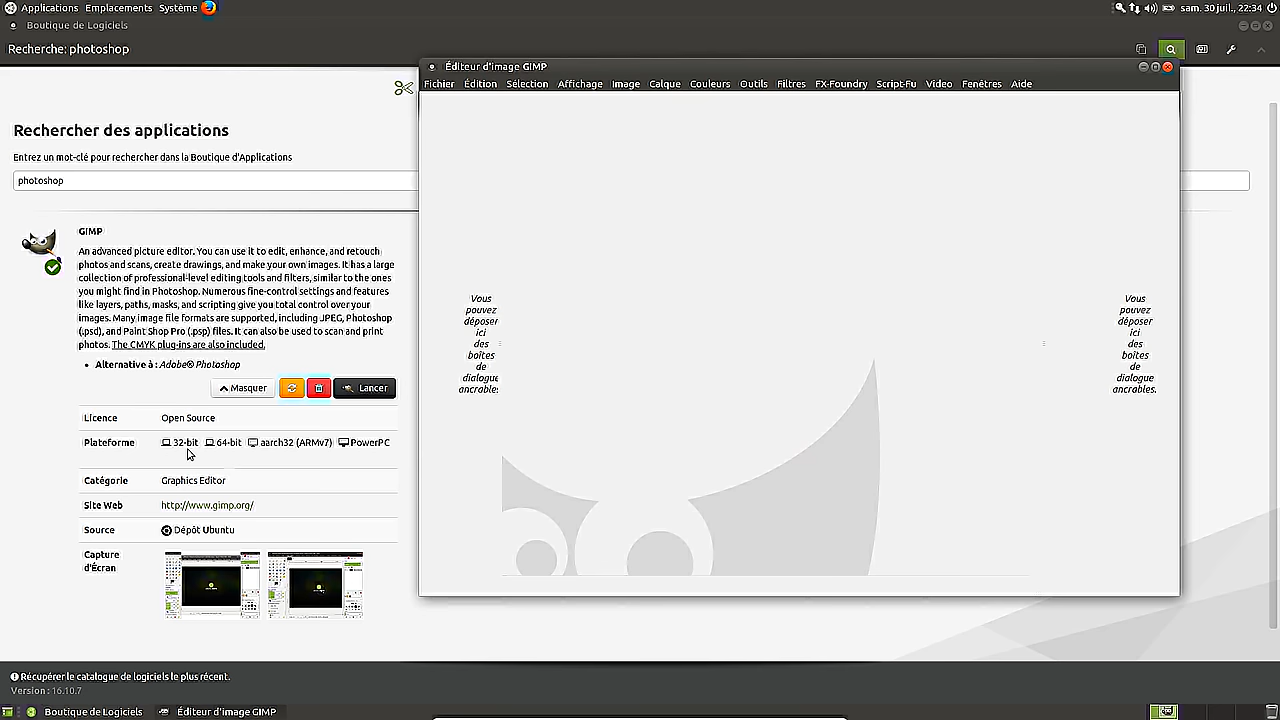 Applications Emplacements Système
sam. 30 juil., 22:34
Boutique de Logiciels
Recherche: photoshop
Éditeur d'image GIMP
Fichier Édition Sélection Affichage Image Calque Couleurs Outils Filtres FX-Foundry Script-Fu Video Fenêtres Aide
Rechercher des applications
Entrez un mot-clé pour rechercher dans la Boutique d'Applications
photoshop
GIMP
An advanced picture editor. You can use it to edit, enhance, and retouch
photos and scans, create drawings, and make your own images. It has a large
collection of professional-level editing tools and filters, similar to the ones
you might find in Photoshop. Numerous fine-control settings and features
like layers, paths, masks, and scripting give you total control over your
images. Many image file formats are supported, including JPEG, Photoshop
(.psd), and Paint Shop Pro (.psp) files. It can also be used to scan and print
photos. The CMYK plug-ins are also included.
Alternative à : Adobe® Photoshop
Masquer
Lancer
Licence Open Source
Plateforme 32-bit 64-bit aarch32 (ARMv7) PowerPC
Catégorie Graphics Editor
Site Web http://www.gimp.org/
Source Dépôt Ubuntu
Capture
d'Écran
Vous
pouvez
déposer
ici
des
boîtes
de
dialogue
ancrables.
Vous
pouvez
déposer
ici
des
boîtes
de
dialogue
ancrables.
Récupérer le catalogue de logiciels le plus récent.
Version : 16.10.7
Boutique de Logiciels
Éditeur d'image GIMP